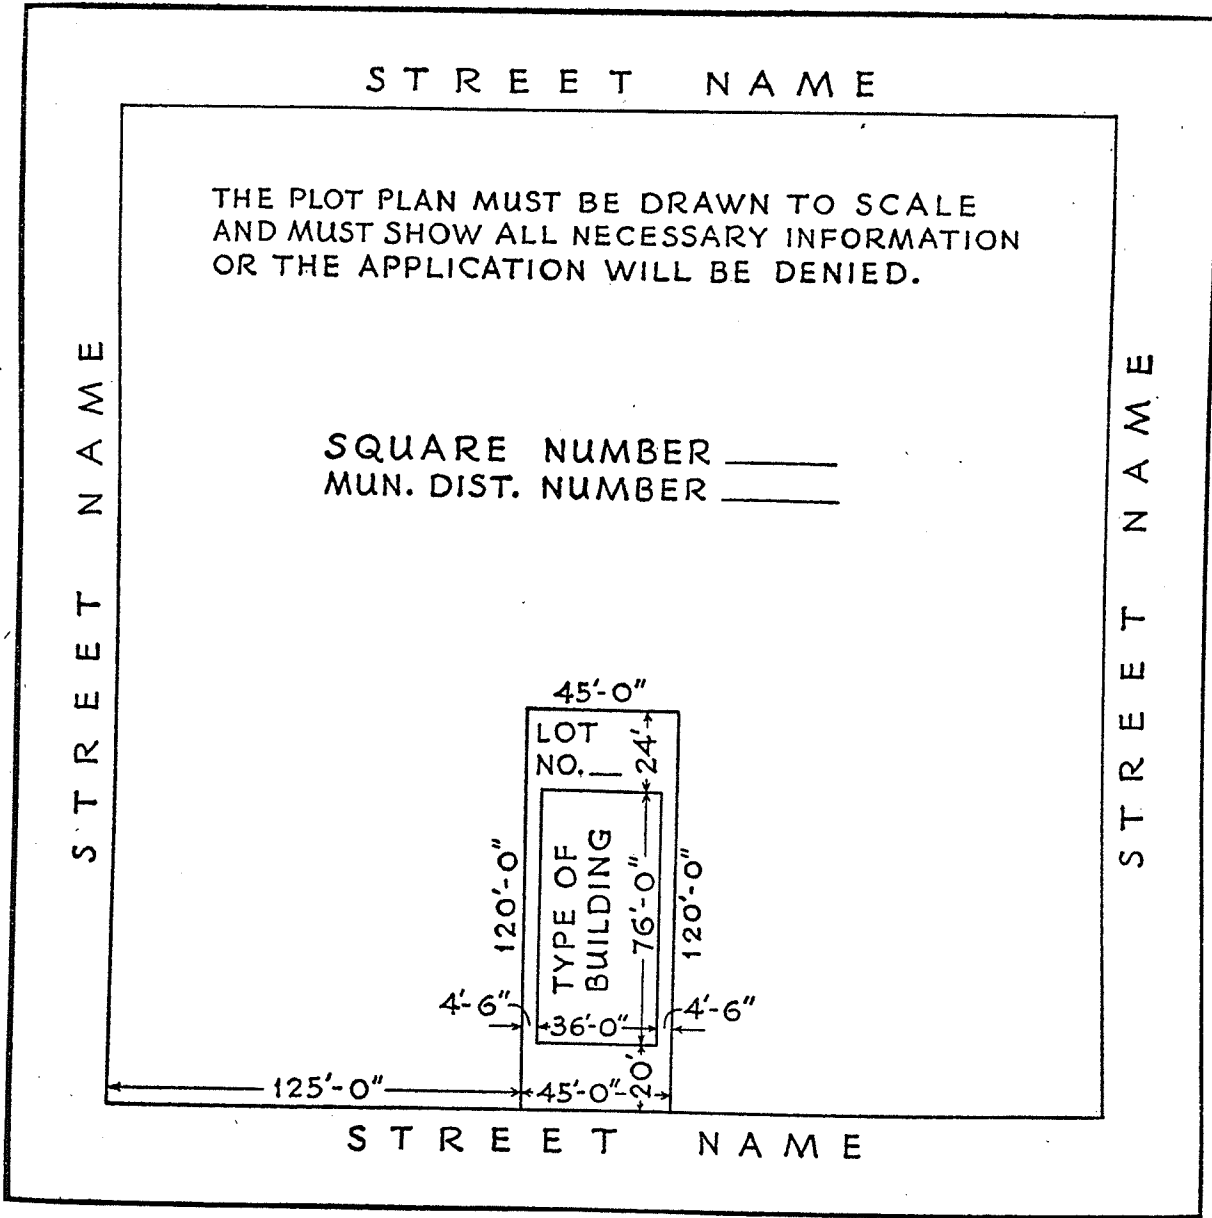 STREET NAME
THE PLOT PLAN MUST BE DRAWN TO SCALE
AND MUST SHOW ALL NECESSARY INFORMATION
OR THE APPLICATION WILL BE DENIED.
STREET NAME
STREET NAME
SQUARE NUMBER ______
MUN. DIST. NUMBER ______
45'-0"
LOT
NO. __
24'
120'-0"
TYPE OF
BUILDING
76'-0"
120'-0"
4'-6"
36'-0"
4'-6"
125'-0"
45'-0"
20'
STREET NAME